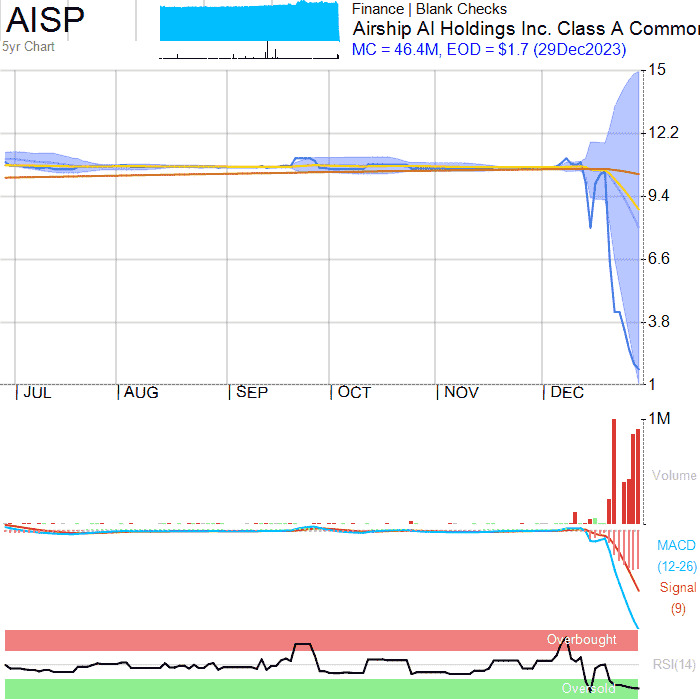 AISP
5yr Chart
Finance | Blank Checks
Airship AI Holdings Inc. Class A Commo
MC = 46.4M, EOD = $1.7 (29Dec2023)
15
12.2
9.4
6.6
3.8
1
JUL AUG SEP OCT NOV DEC
1M
Volume
MACD
(12-26)
Signal
(9)
Overbought
RSI(14)
Oversold